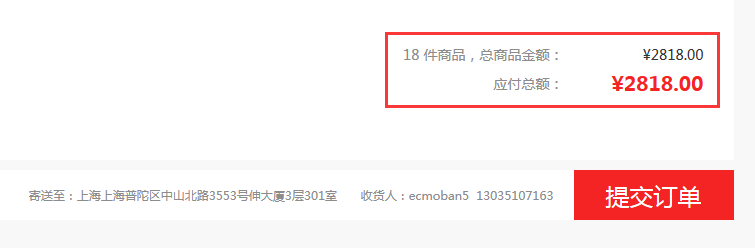 18 件商品，总商品金额： ¥2818.00
应付总额： ¥2818.00
寄送至：上海上海普陀区中山北路3553号伸大厦3层301室 收货人：ecmoban5 13035107163 提交订单